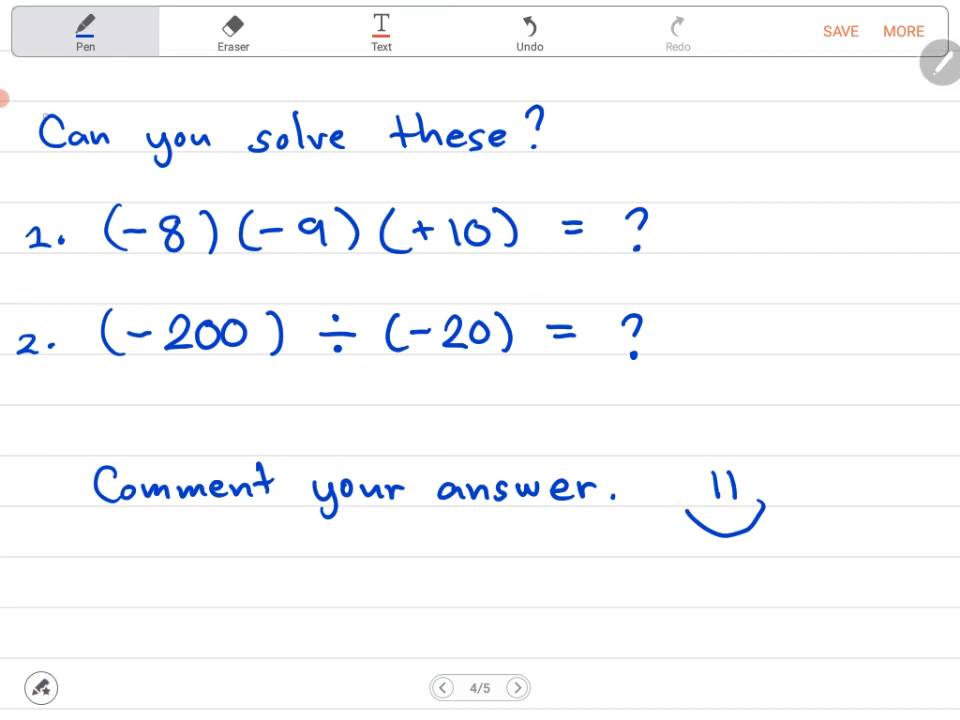 Pen Eraser Text Undo Redo SAVE MORE
Can you solve these?
1. (-8)(-9)(+10) = ?
2. (-200) ÷ (-20) = ?
Comment your answer.
4/5